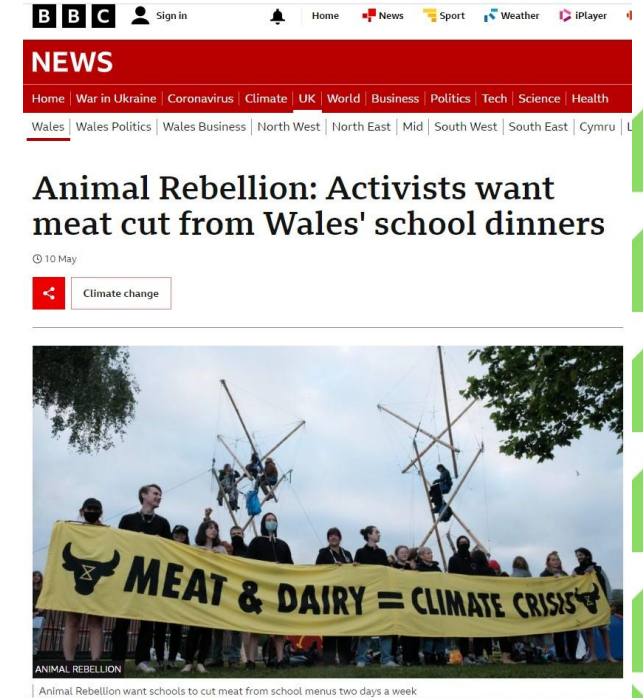 BBC Sign in Home News Sport Weather iPlayer
NEWS
Home War in Ukraine Coronavirus Climate UK World Business Politics Tech Science Health
Wales Wales Politics Wales Business North West North East Mid South West South East Cymru L
Animal Rebellion: Activists want
meat cut from Wales' school dinners
10 May
Climate change
MEAT & DAIRY = CLIMATE CRISIS
ANIMAL REBELLION
Animal Rebellion want schools to cut meat from school menus two days a week